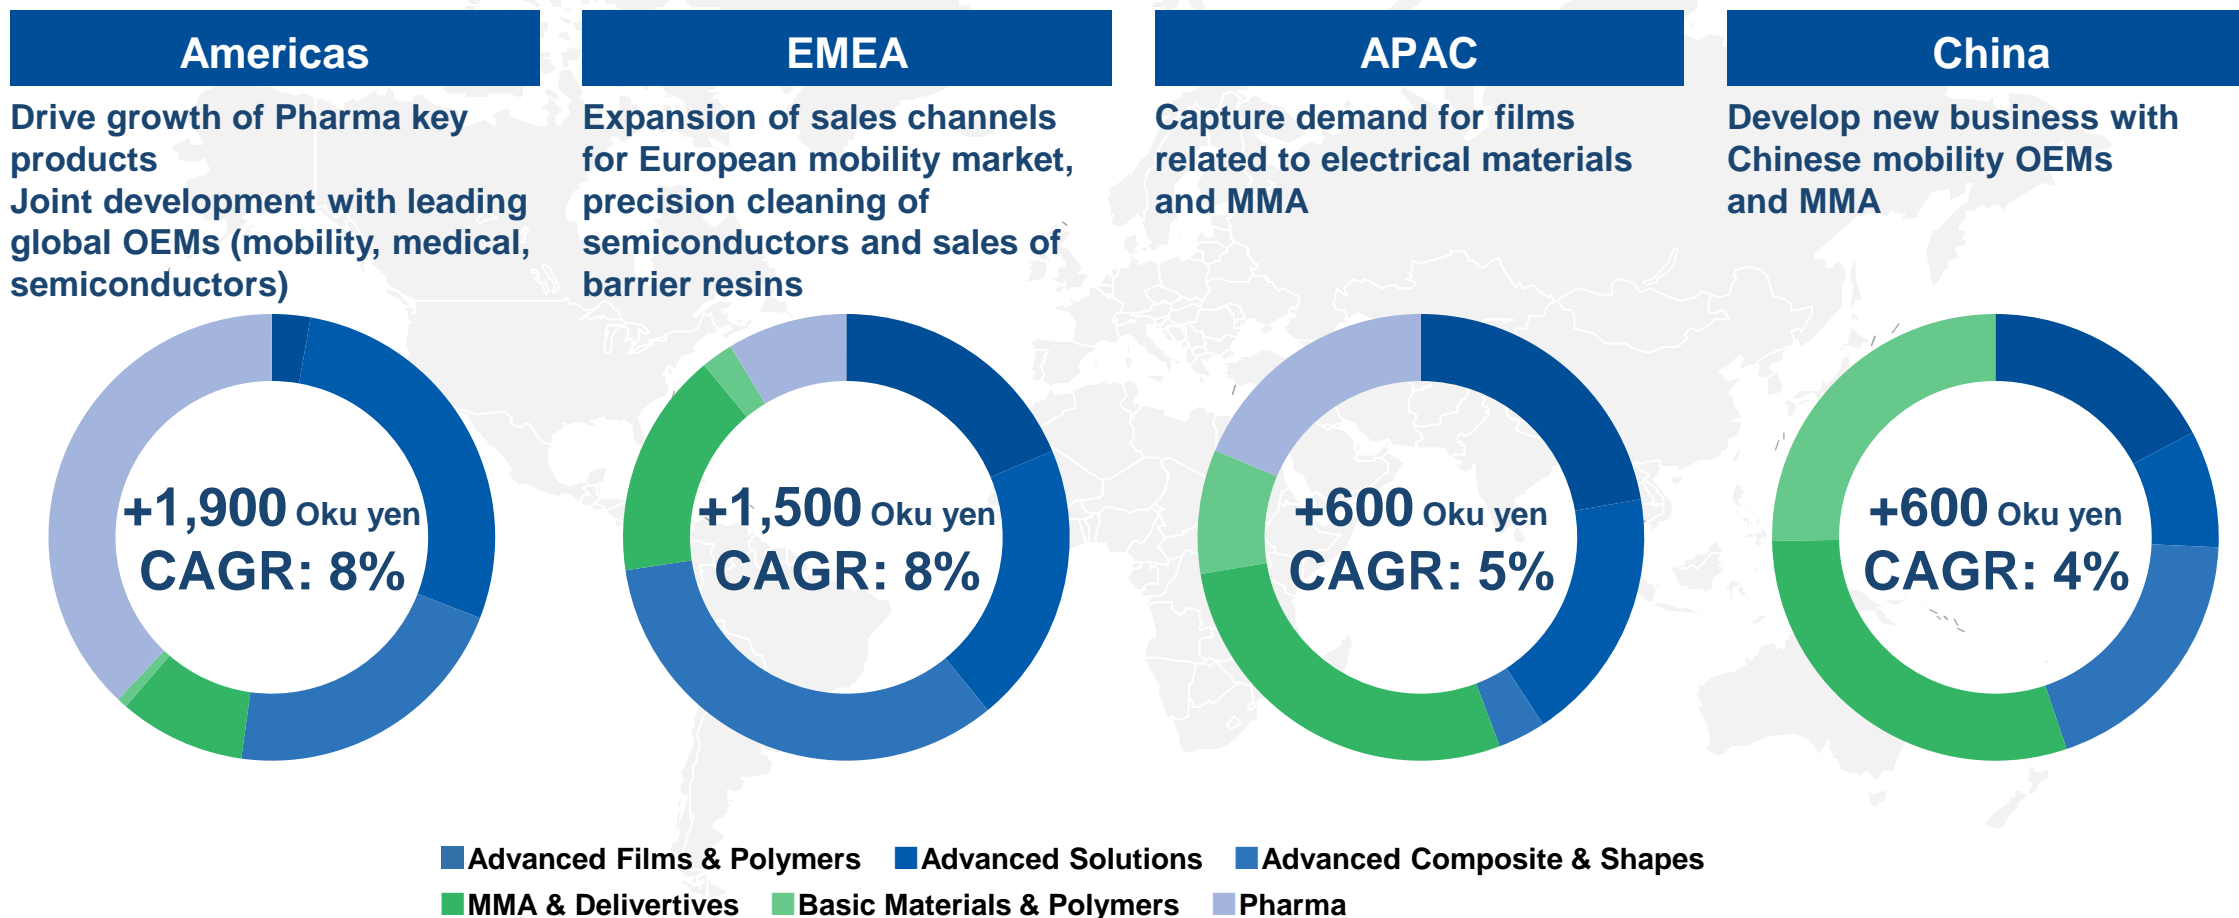 Americas
Drive growth of Pharma key
products
Joint development with leading
global OEMs (mobility, medical,
semiconductors)
+1,900 Oku yen
CAGR: 8%
EMEA
Expansion of sales channels
for European mobility market,
precision cleaning of
semiconductors and sales of
barrier resins
+1,500 Oku yen
CAGR: 8%
APAC
Capture demand for films
related to electrical materials
and MMA
+600 Oku yen
CAGR: 5%
China
Develop new business with
Chinese mobility OEMs
and MMA
+600 Oku yen
CAGR: 4%
Advanced Films & Polymers Advanced Solutions Advanced Composite & Shapes
MMA & Delivertives Basic Materials & Polymers Pharma